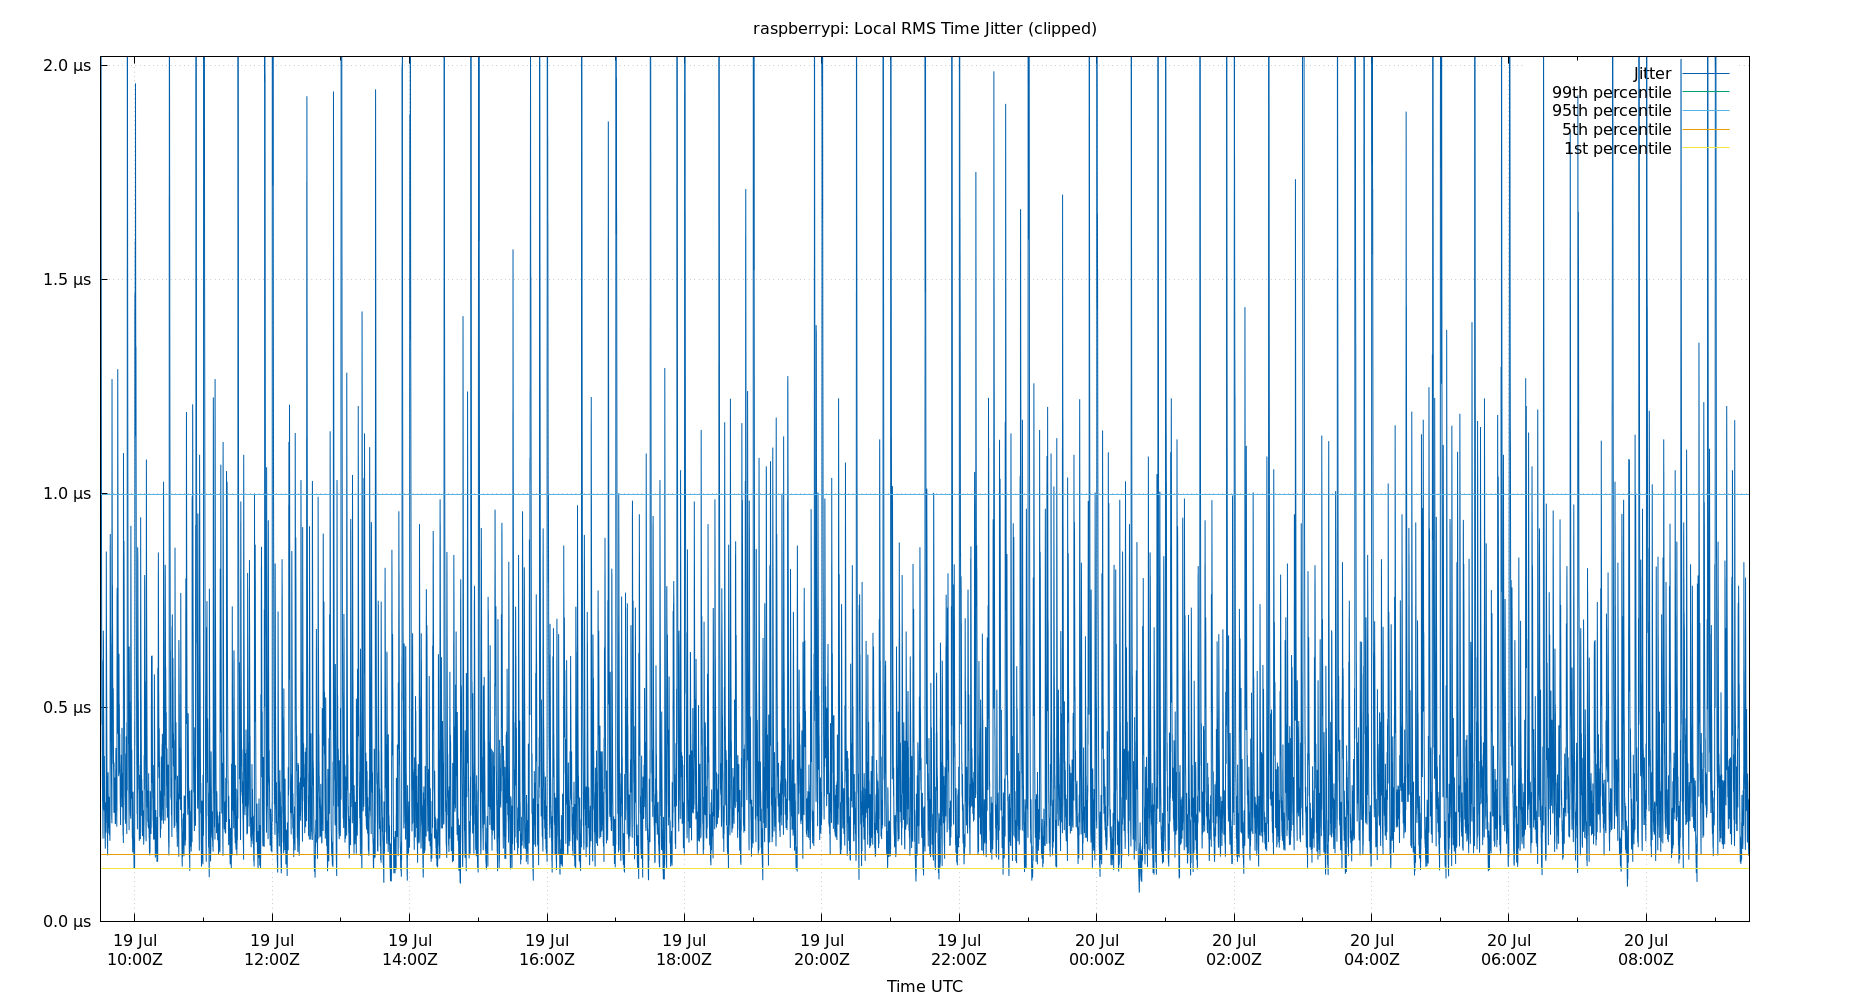 raspberrypi: Local RMS Time Jitter (clipped)
2.0 µs
1.5 µs
1.0 µs
0.5 µs
0.0 µs
Jitter
99th percentile
95th percentile
5th percentile
1st percentile
19 Jul 19 Jul 19 Jul 19 Jul 19 Jul 19 Jul 19 Jul 20 Jul 20 Jul 20 Jul 20 Jul 20 Jul
10:00Z 12:00Z 14:00Z 16:00Z 18:00Z 20:00Z 22:00Z 00:00Z 02:00Z 04:00Z 06:00Z 08:00Z
Time UTC